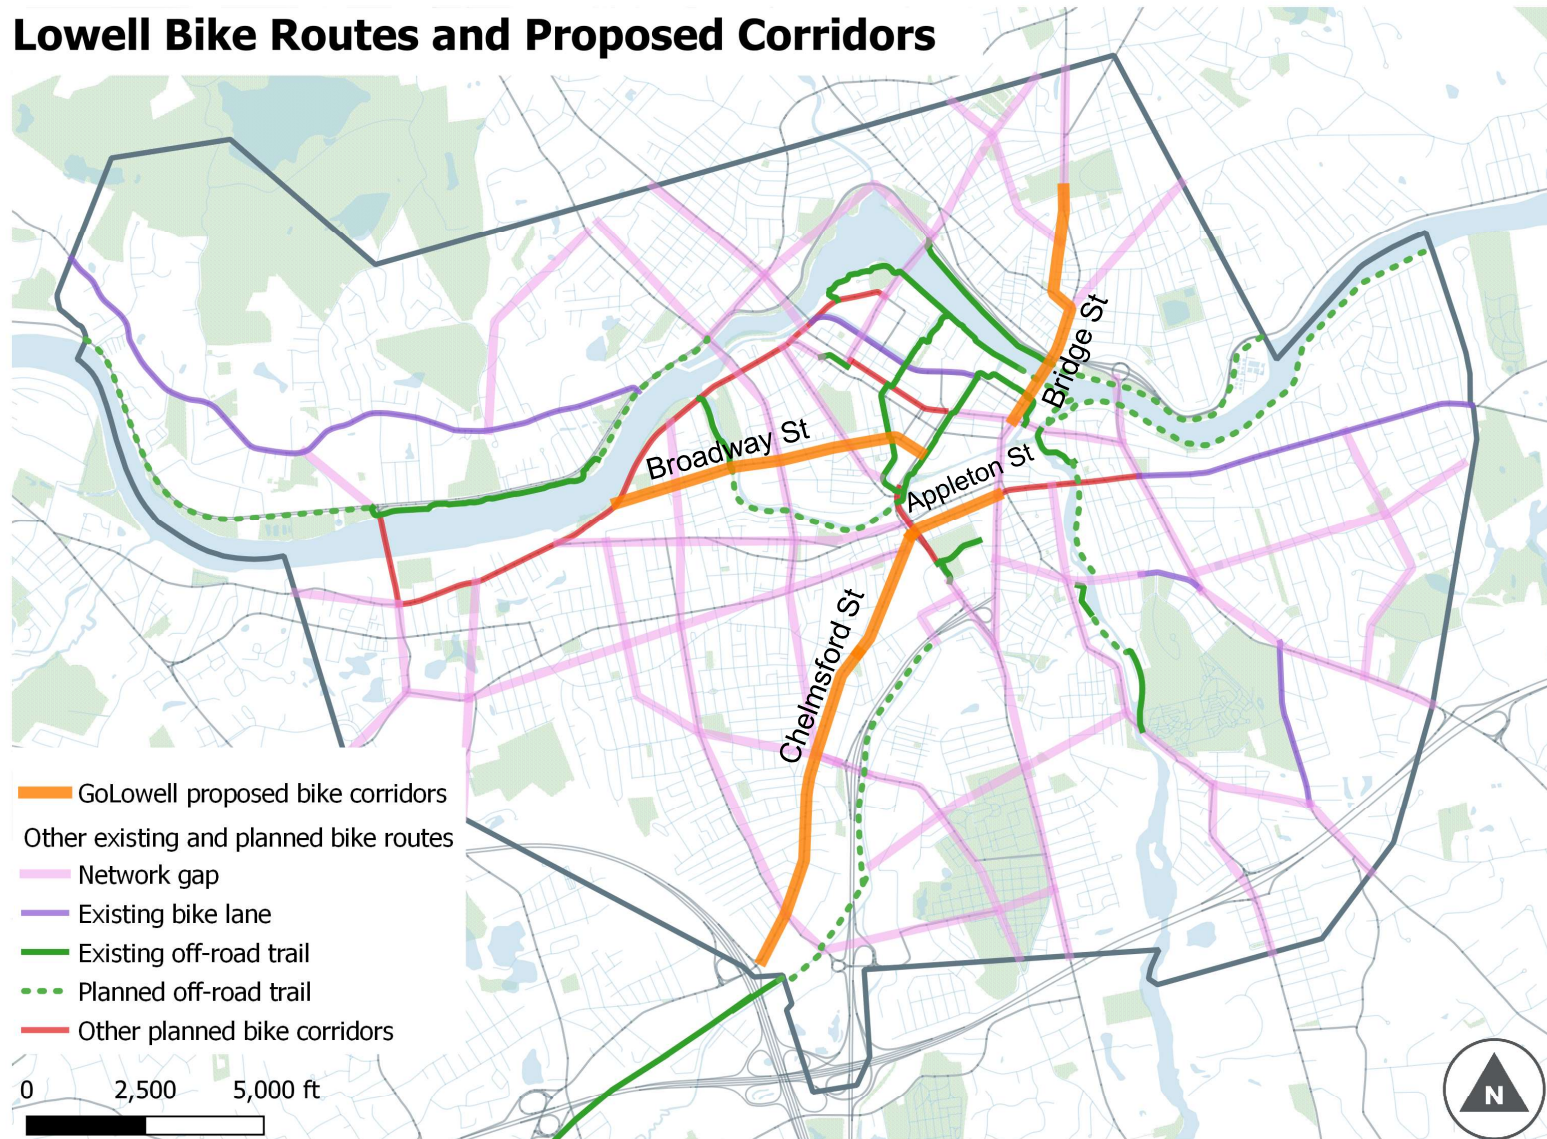 Lowell Bike Routes and Proposed Corridors
Bridge St
Broadway St
Appleton St
Chelmsford St
GoLowell proposed bike corridors
Other existing and planned bike routes
Network gap
Existing bike lane
Existing off-road trail
Planned off-road trail
Other planned bike corridors
0 2,500 5,000 ft
N